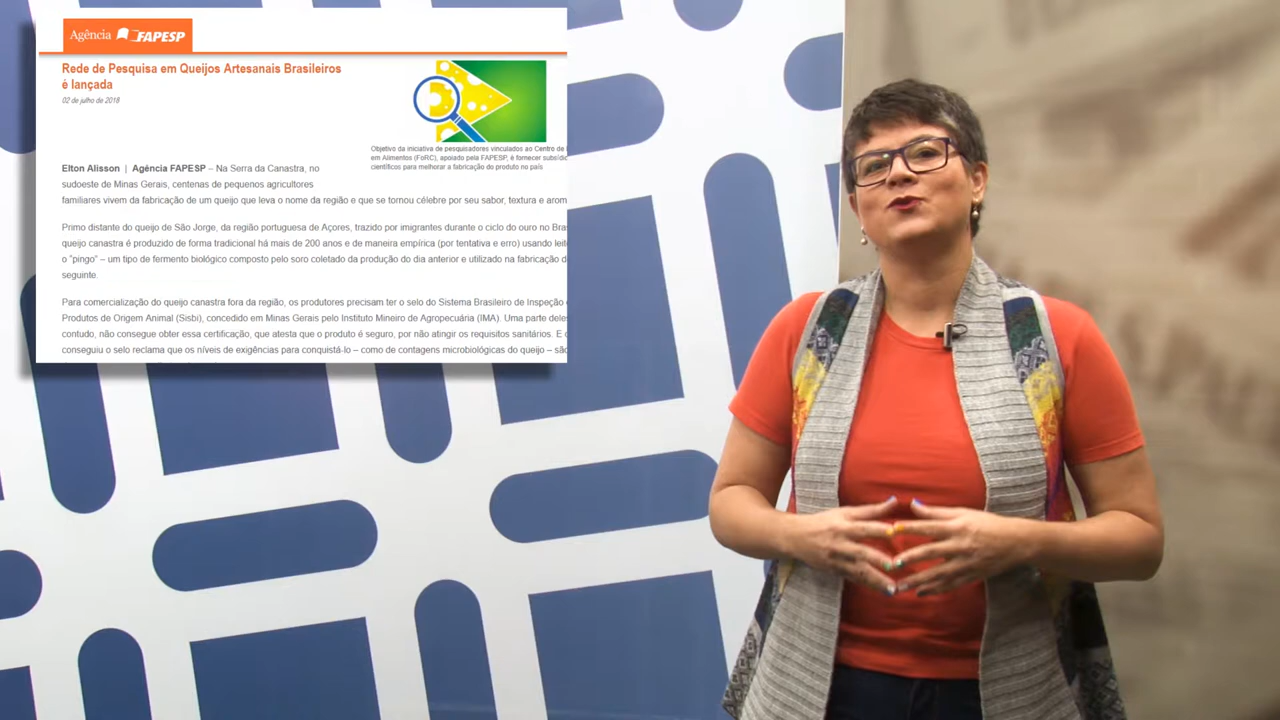 Agência FAPESP
Rede de Pesquisa em Queijos Artesanais Brasileiros
é lançada
02 de julho de 2018
Objetivo da iniciativa de pesquisadores vinculados ao Centro de
em Alimentos (FoRC), apoiado pela FAPESP, é fornecer
científicos para melhorar a fabricação do produto no país
Elton Alisson | Agência FAPESP – Na Serra da Canastra, no
sudoeste de Minas Gerais, centenas de pequenos agricultores
familiares vivem da fabricação de um queijo que leva o nome da região e que se tornou célebre por seu sabor, textura e
Primo distante do queijo de São Jorge, da região portuguesa de Açores, trazido por imigrantes durante o ciclo do ouro no
queijo canastra é produzido de forma tradicional há mais de 200 anos e de maneira empírica (por tentativa e erro) usando
o “pingo” – um tipo de fermento biológico composto pelo soro coletado da produção do dia anterior e utilizado na fabricação
seguinte.
Para comercialização do queijo canastra fora da região, os produtores precisam ter o selo do Sistema Brasileiro de Inspeção
Produtos de Origem Animal (Sisbi), concedido em Minas Gerais pelo Instituto Mineiro de Agropecuária (IMA). Uma parte
contudo, não consegue obter essa certificação, que atesta que o produto é seguro, por não atingir os requisitos sanitários. E
conseguiu o selo reclama que os níveis de exigências para conquistá-lo – como de contagens microbiológicas do queijo –